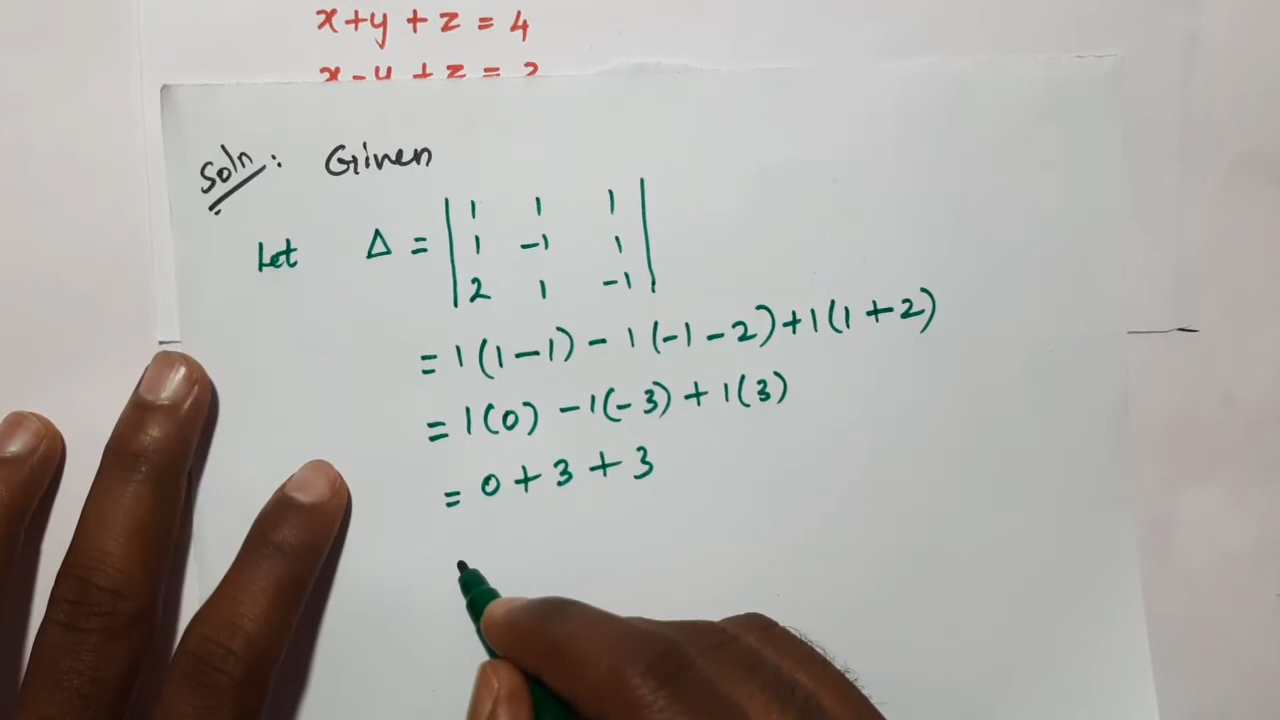 x+y+z=4
x-y+z=2
Soln: Given
Let Δ = | 1 1 1 |
| 1 -1 1 |
| 2 1 -1 |
= 1(1-1) - 1(-1-2)+1(1+2)
= 1(0) -1(-3) + 1(3)
= 0+3+3